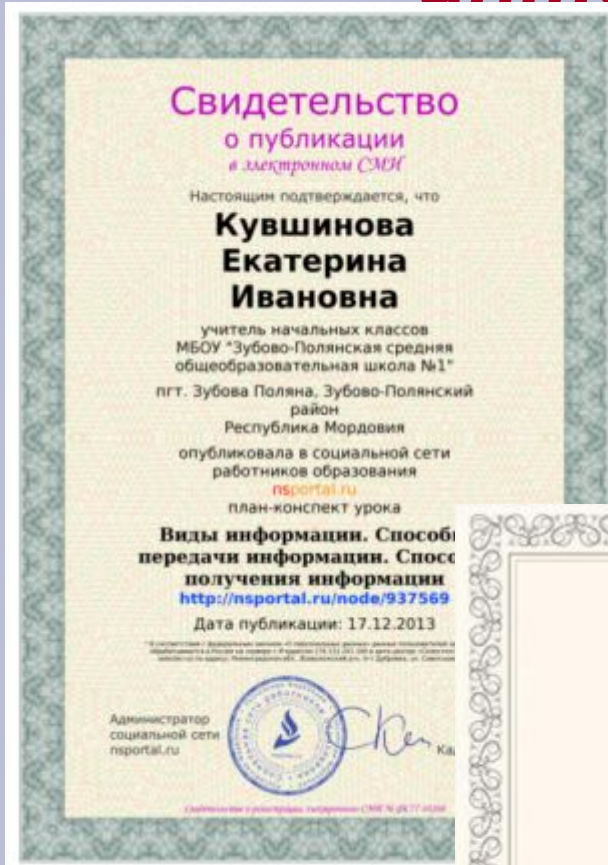 Свидетельство
о публикации
в электронном СМИ
Настоящим подтверждается, что
Кувшинова
Екатерина
Ивановна
учитель начальных классов
МБОУ "Зубово-Полянская средняя
общеобразовательная школа №1"
пгт. Зубова Поляна, Зубово-Полянский
район
Республика Мордовия
опубликовала в социальной сети
работников образования
nsportal.ru
план-конспект урока
Виды информации. Способ
передачи информации. Спосо
получения информации
http://nsportal.ru/node/937569
Дата публикации: 17.12.2013
Администратор
социальной сети
nsportal.ru
Ка